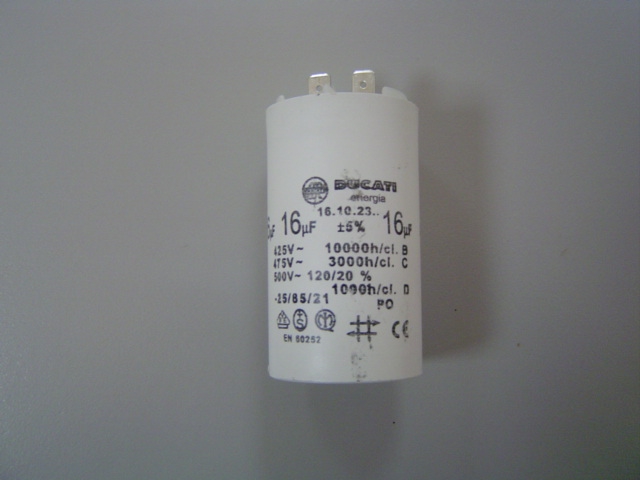 DUCATI
energia
16.10.23..
16µF ±5% 16µF
425V~ 10000h/cl. B
475V~ 3000h/cl. C
500V~ 120/20 %
1000h/cl. D
-25/85/21
PO
CE
EN 60252